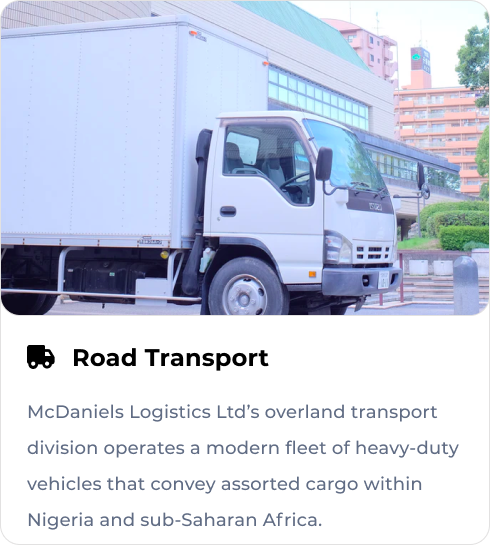 Road Transport
McDaniels Logistics Ltd’s overland transport
division operates a modern fleet of heavy-duty
vehicles that convey assorted cargo within
Nigeria and sub-Saharan Africa.